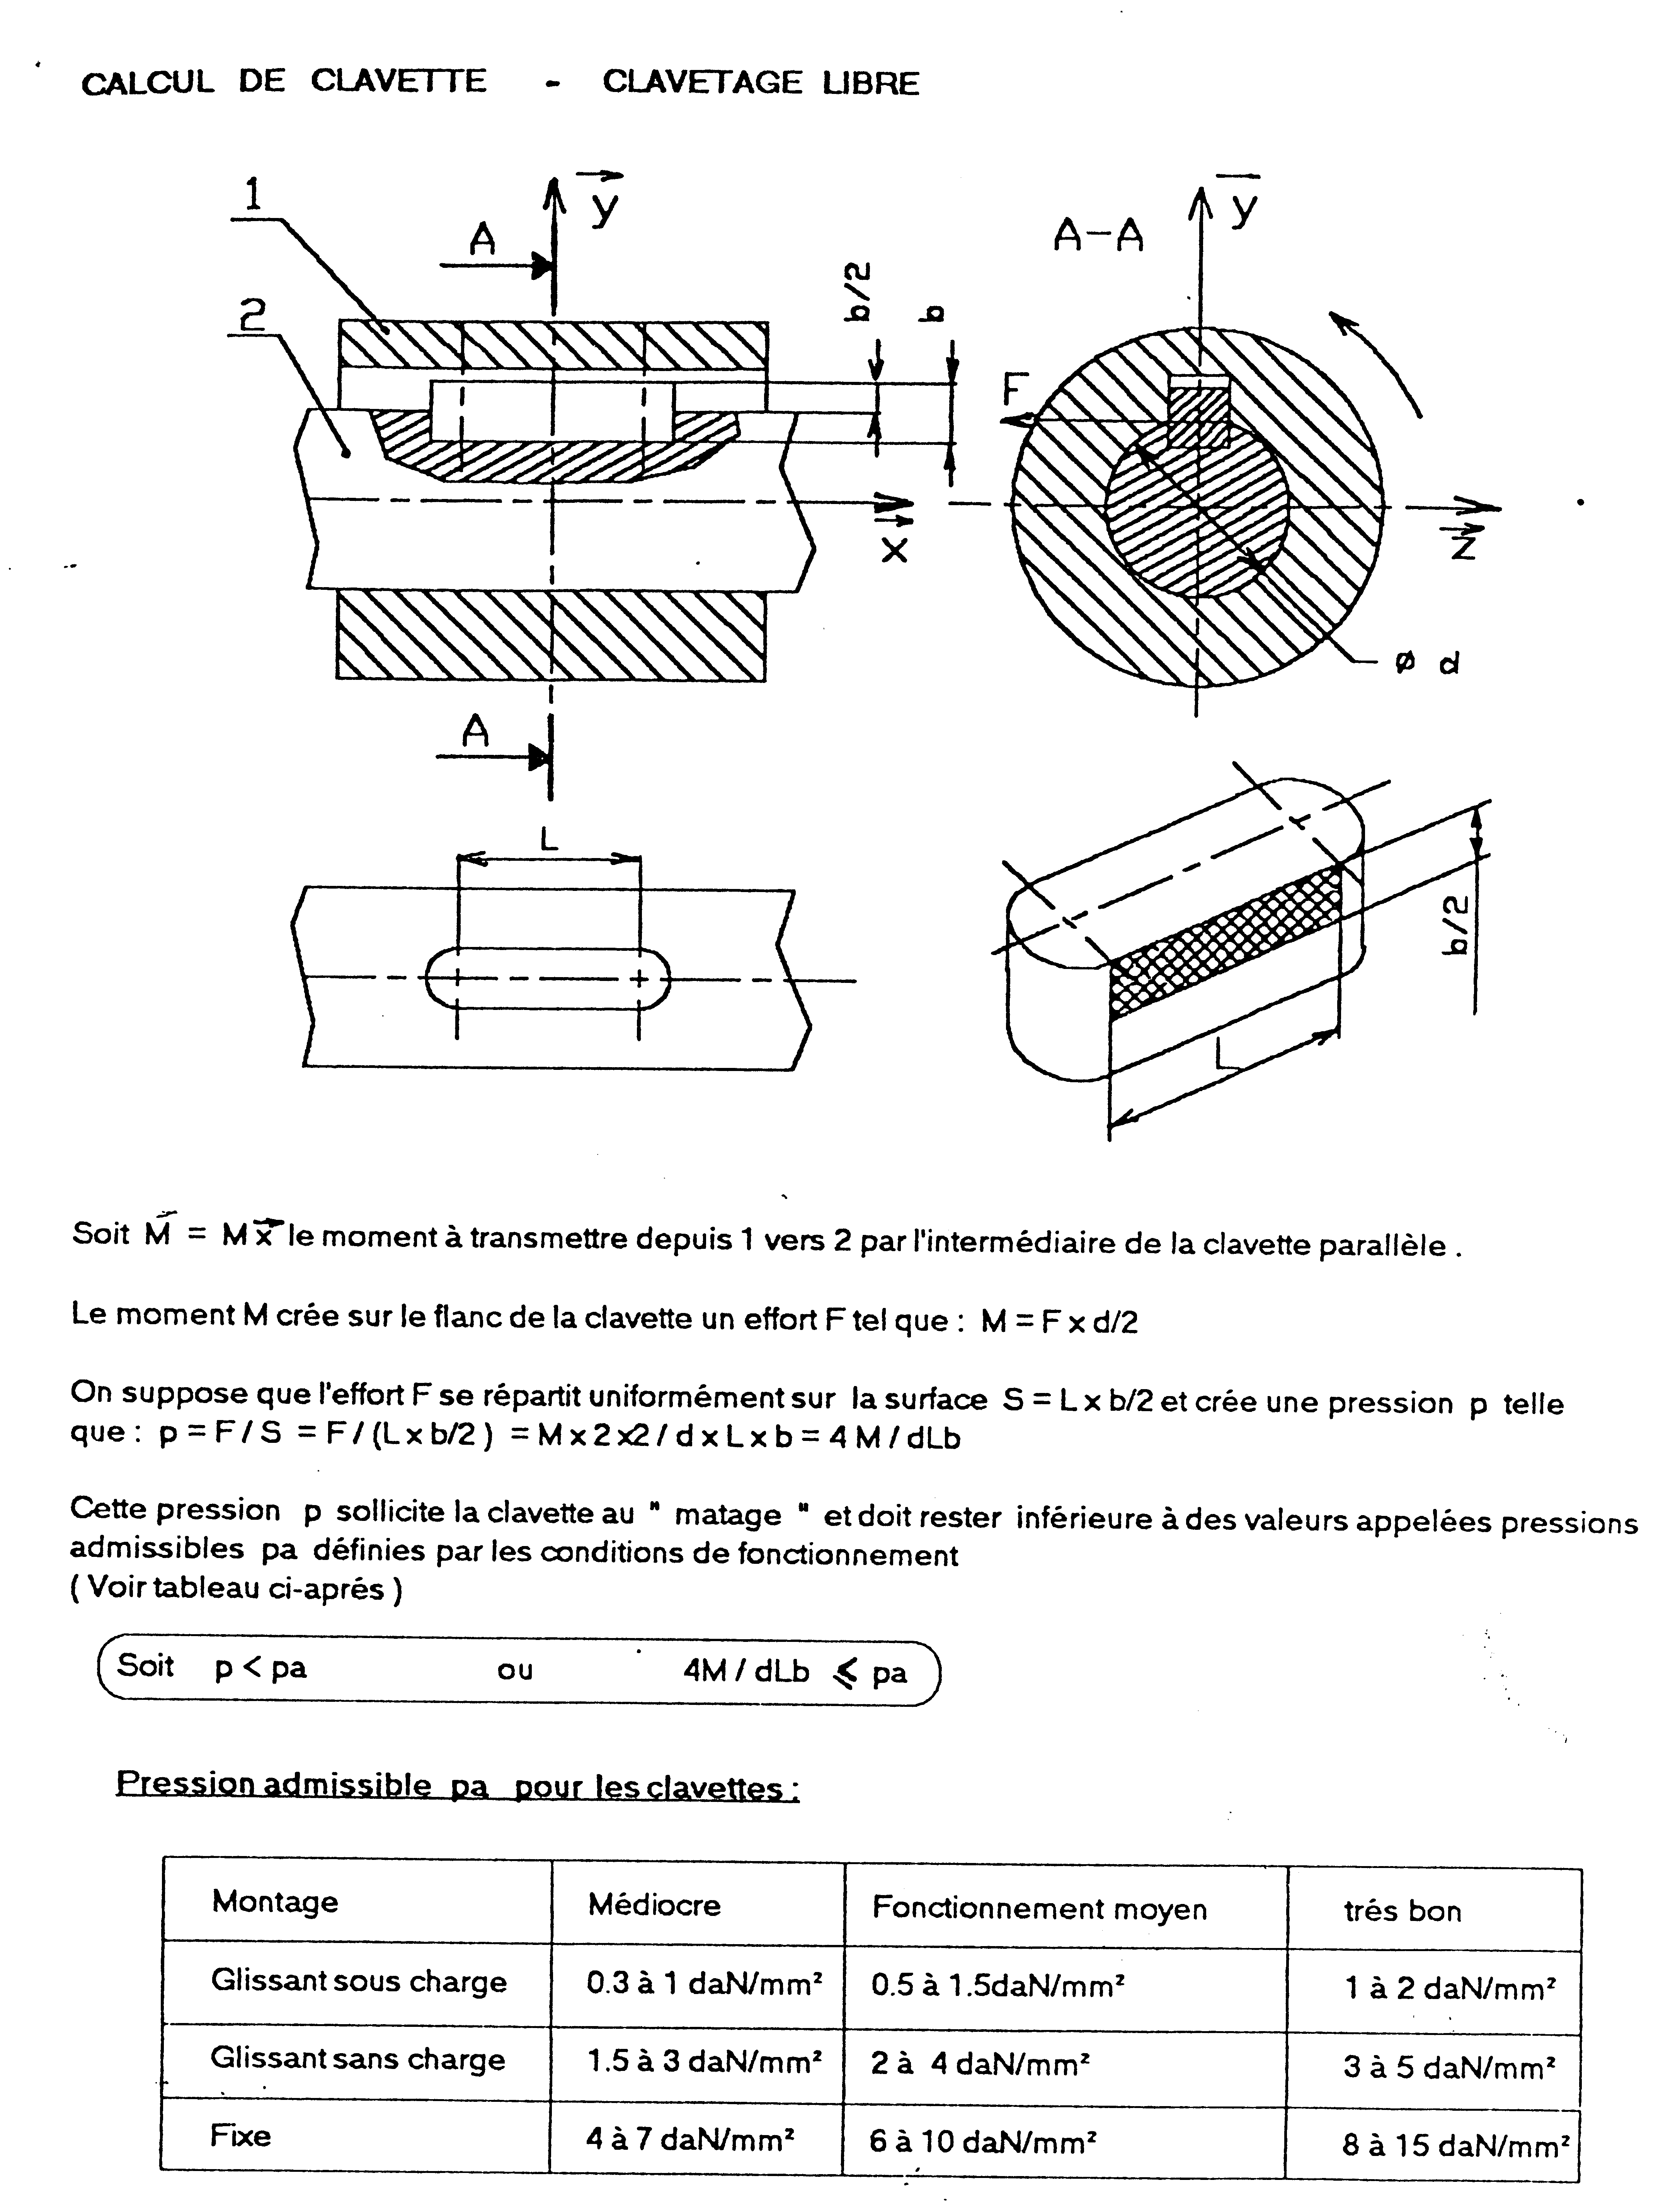 CALCUL DE CLAVETTE - CLAVETAGE LIBRE
1
y
A
2
b/2
b
A-A
y
F
x
z
ø d
A
L
b/2
L
Soit M = M x le moment à transmettre depuis 1 vers 2 par l'intermédiaire de la clavette parallèle .
Le moment M crée sur le flanc de la clavette un effort F tel que : M = F x d/2
On suppose que l'effort F se répartit uniformément sur la surface S = L x b/2 et crée une pression p telle
que : p = F / S = F / (L x b/2 ) = M x 2 x2 / d x L x b = 4 M / dLb
Cette pression p sollicite la clavette au " matage " et doit rester inférieure à des valeurs appelées pressions
admissibles pa définies par les conditions de fonctionnement
( Voir tableau ci-aprés )
Soit p < pa ou 4M / dLb ⩽ pa
Pression admissible pa pour les clavettes :
Montage Médiocre Fonctionnement moyen trés bon
Glissant sous charge 0.3 à 1 daN/mm² 0.5 à 1.5daN/mm² 1 à 2 daN/mm²
Glissant sans charge 1.5 à 3 daN/mm² 2 à 4 daN/mm² 3 à 5 daN/mm²
Fixe 4 à 7 daN/mm² 6 à 10 daN/mm² 8 à 15 daN/mm²